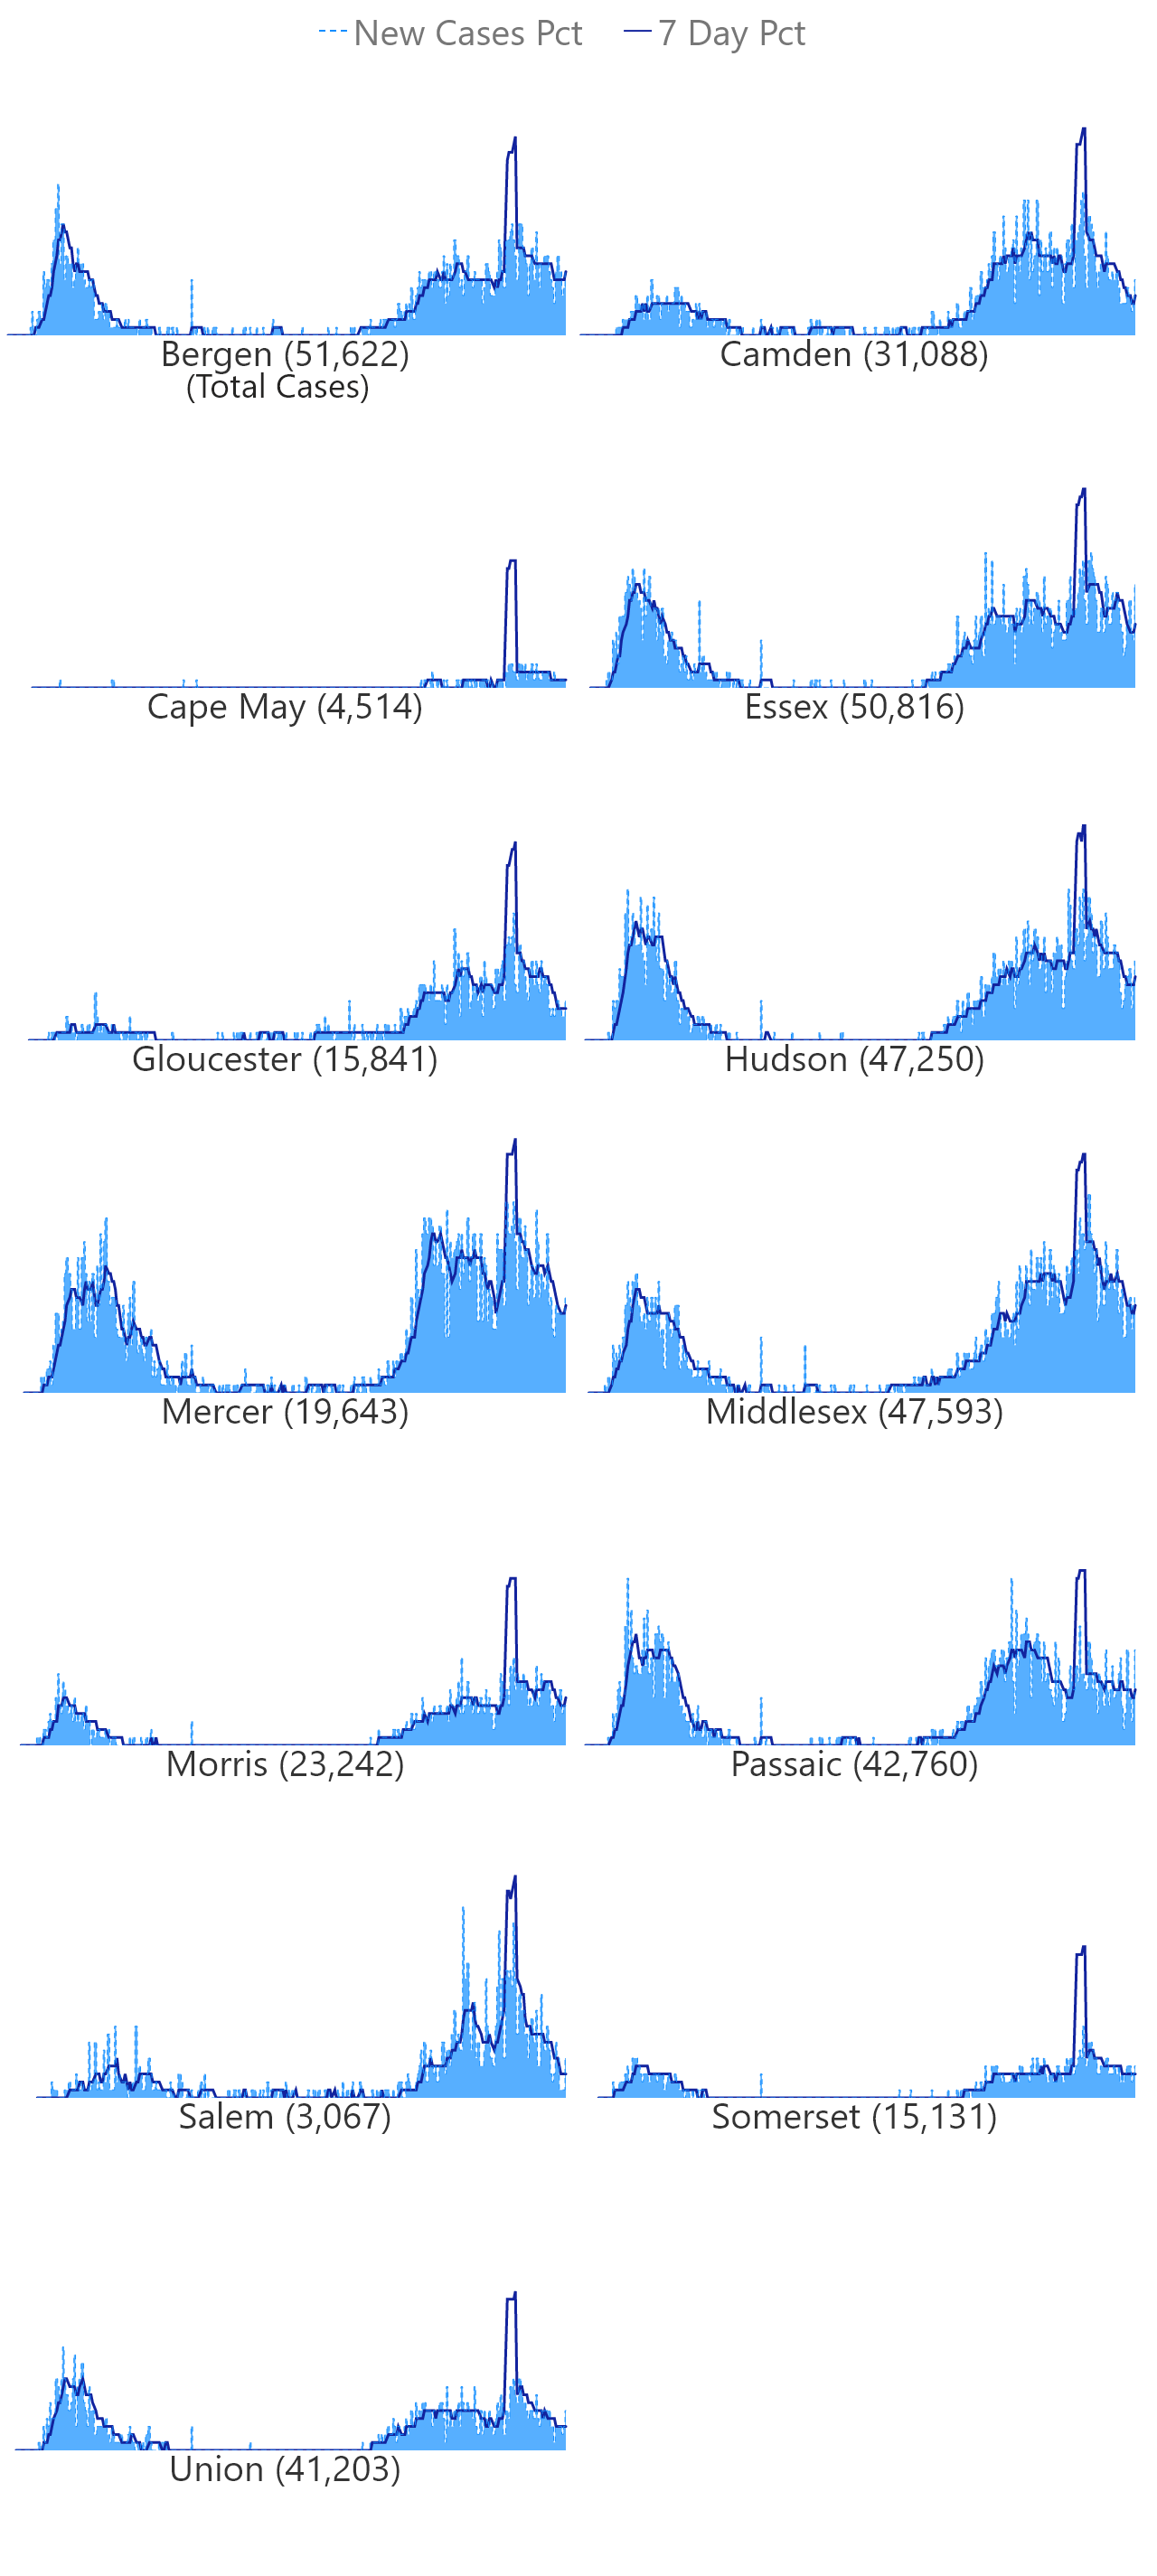 New Cases Pct 7 Day Pct
Bergen (51,622) Camden (31,088)
(Total Cases)
Cape May (4,514) Essex (50,816)
Gloucester (15,841) Hudson (47,250)
Mercer (19,643) Middlesex (47,593)
Morris (23,242) Passaic (42,760)
Salem (3,067) Somerset (15,131)
Union (41,203)